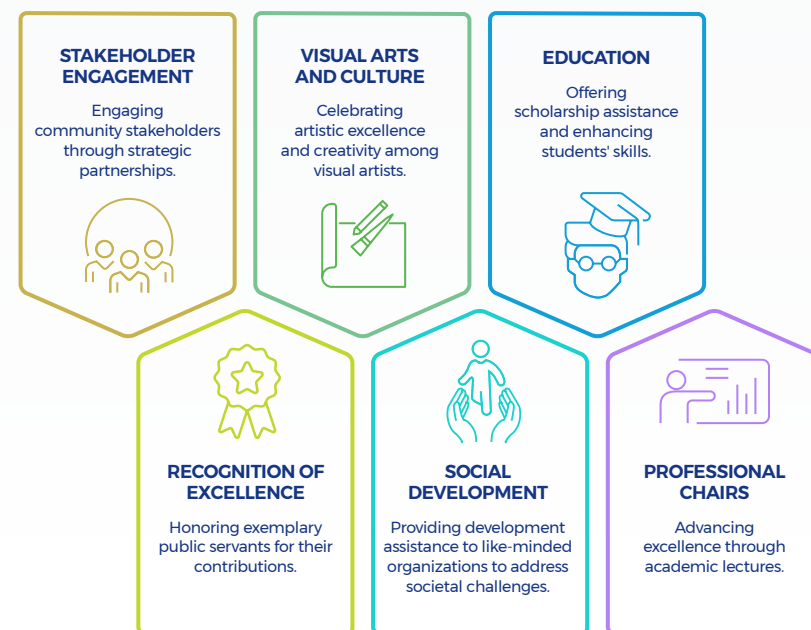 STAKEHOLDER
ENGAGEMENT
Engaging
community stakeholders
through strategic
partnerships.
VISUAL ARTS
AND CULTURE
Celebrating
artistic excellence
and creativity among
visual artists.
EDUCATION
Offering
scholarship assistance
and enhancing
students' skills.
RECOGNITION OF
EXCELLENCE
Honoring exemplary
public servants for their
contributions.
SOCIAL
DEVELOPMENT
Providing development
assistance to like-minded
organizations to address
societal challenges.
PROFESSIONAL
CHAIRS
Advancing
excellence through
academic lectures.